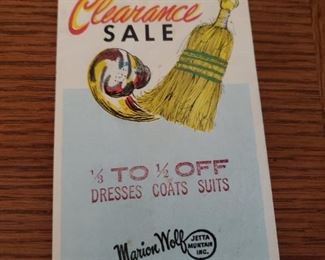 Clearance
SALE
1/3 TO 1/2 OFF
DRESSES COATS SUITS
Marion Wolf
JETTA
MUNTAIN
INC.